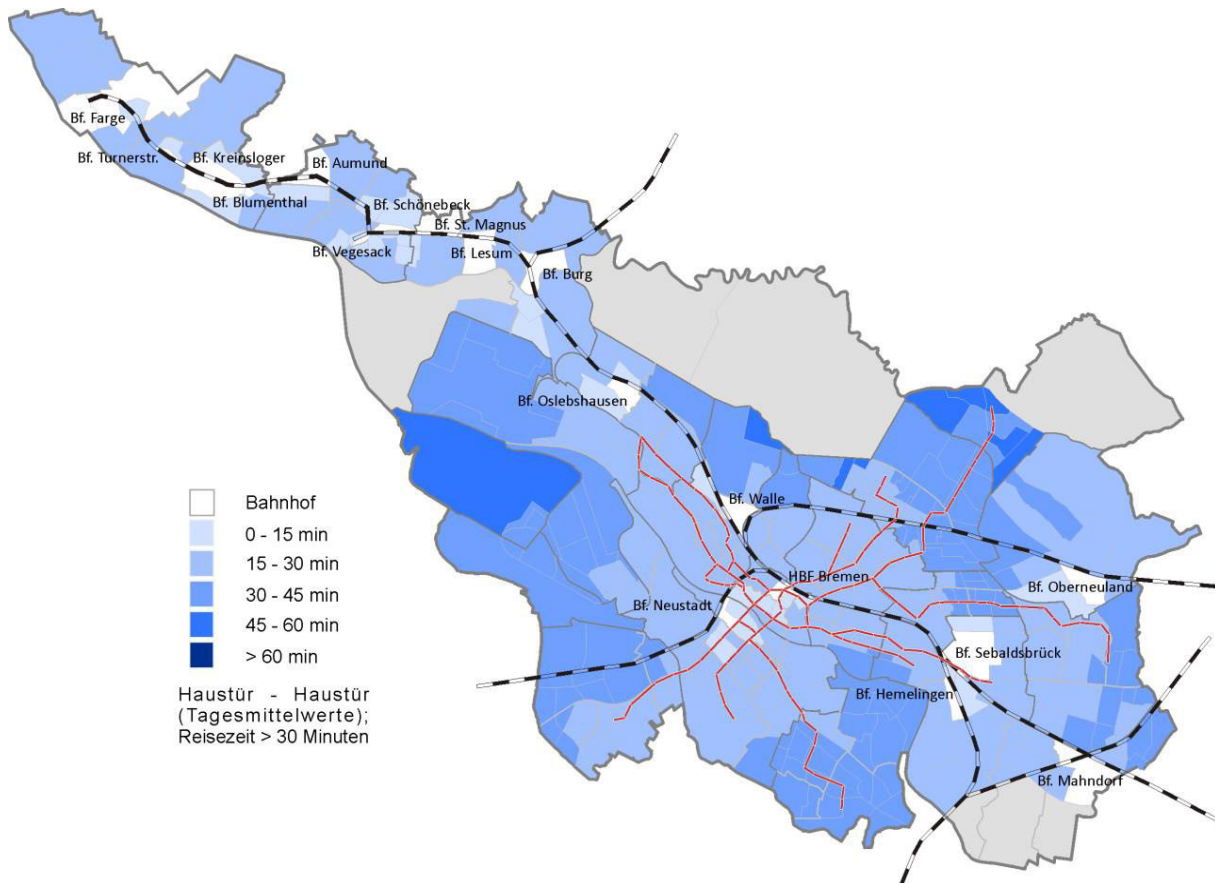 Bf. Farge
Bf. Turnerstr.
Bf. Kreinsloger
Bf. Blumenthal
Bf. Aumund
Bf. Schönebeck
Bf. St. Magnus
Bf. Vegesack
Bf. Lesum
Bf. Burg
Bf. Oslebshausen
Bf. Walle
HBF Bremen
Bf. Neustadt
Bf. Oberneuland
Bf. Sebaldsbrück
Bf. Hemelingen
Bf. Mahndorf
Bahnhof
0 - 15 min
15 - 30 min
30 - 45 min
45 - 60 min
> 60 min
Haustür - Haustür
(Tagesmittelwerte);
Reisezeit > 30 Minuten